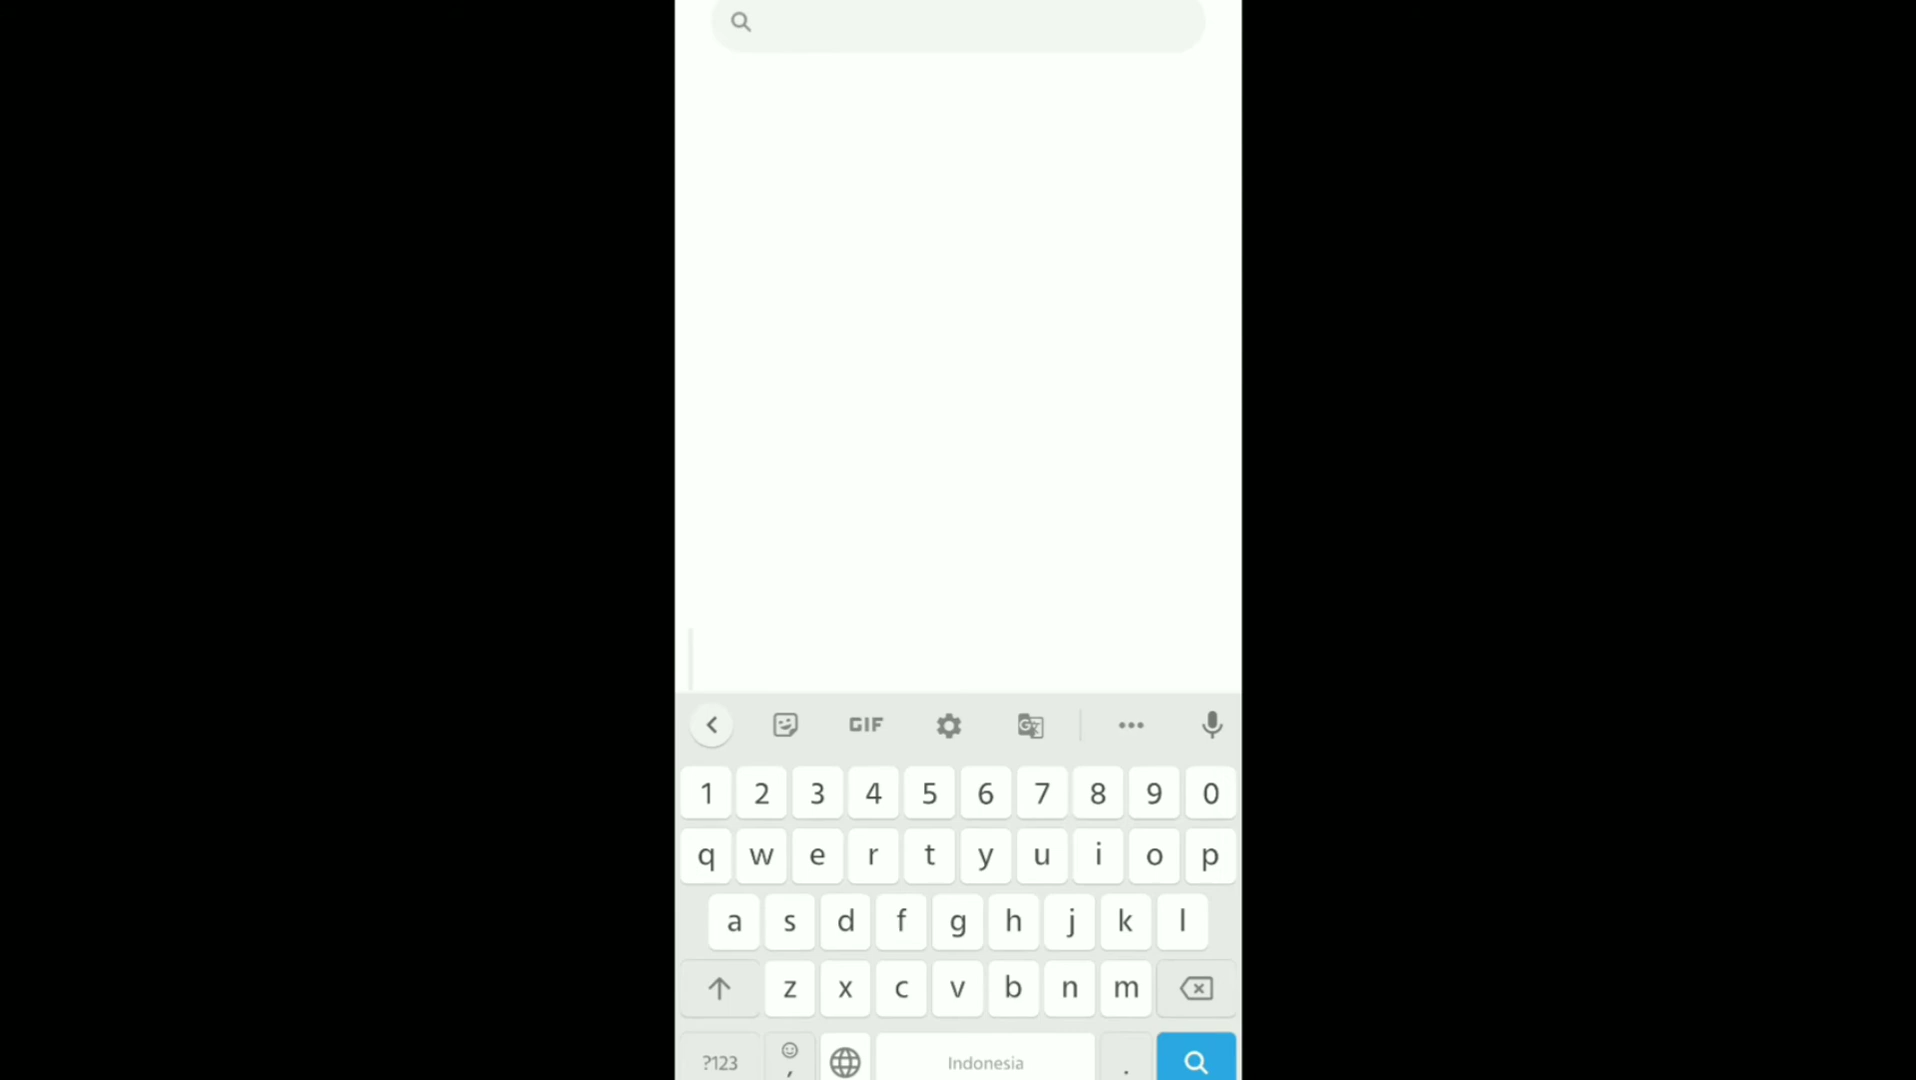 GIF
1 2 3 4 5 6 7 8 9 0
q w e r t y u i o p
a s d f g h j k l
z x c v b n m
?123 , Indonesia .